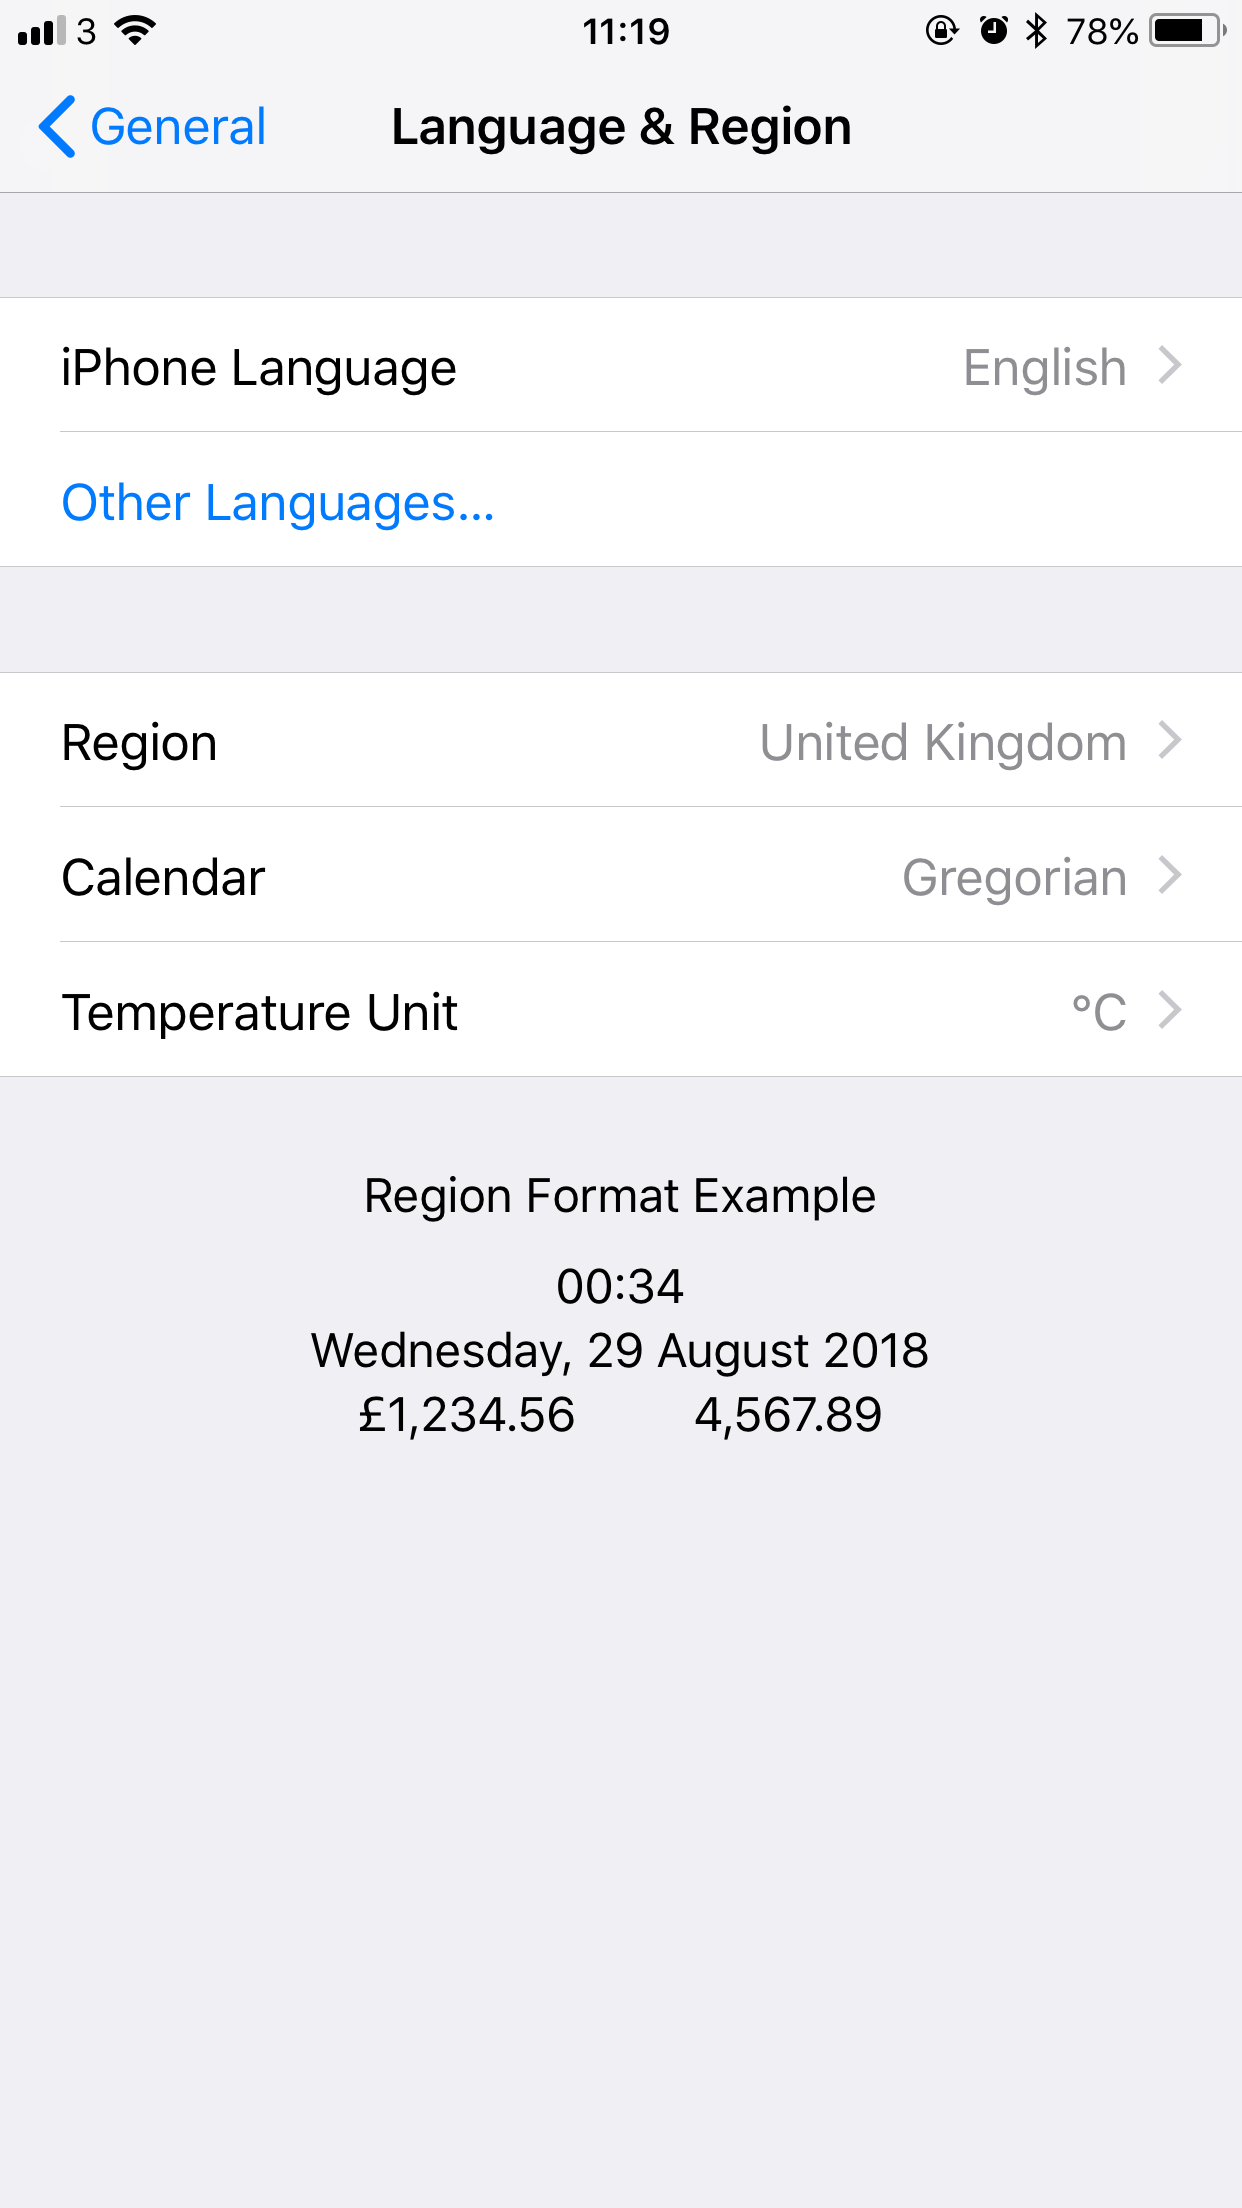 3 11:19 78%
General Language & Region
iPhone Language English
Other Languages...
Region United Kingdom
Calendar Gregorian
Temperature Unit °C
Region Format Example
00:34
Wednesday, 29 August 2018
£1,234.56 4,567.89